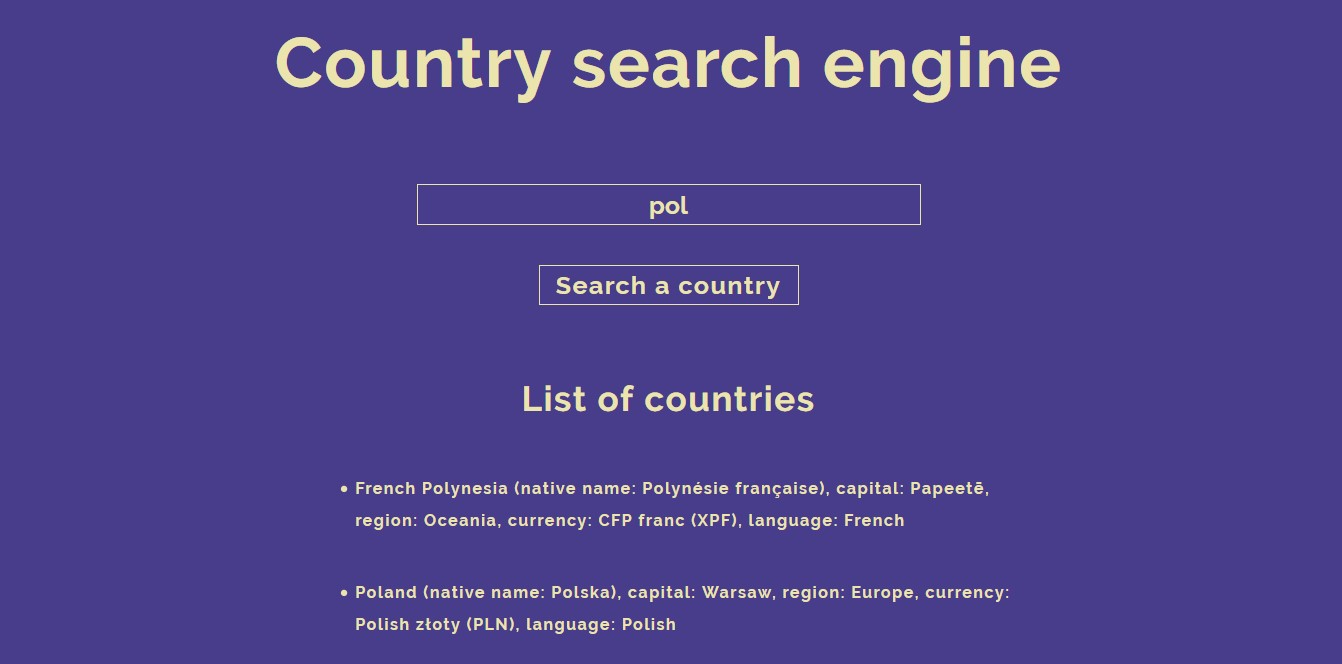 Country search engine
pol
Search a country
List of countries
• French Polynesia (native name: Polynésie française), capital: Papeetē,
region: Oceania, currency: CFP franc (XPF), language: French
• Poland (native name: Polska), capital: Warsaw, region: Europe, currency:
Polish złoty (PLN), language: Polish